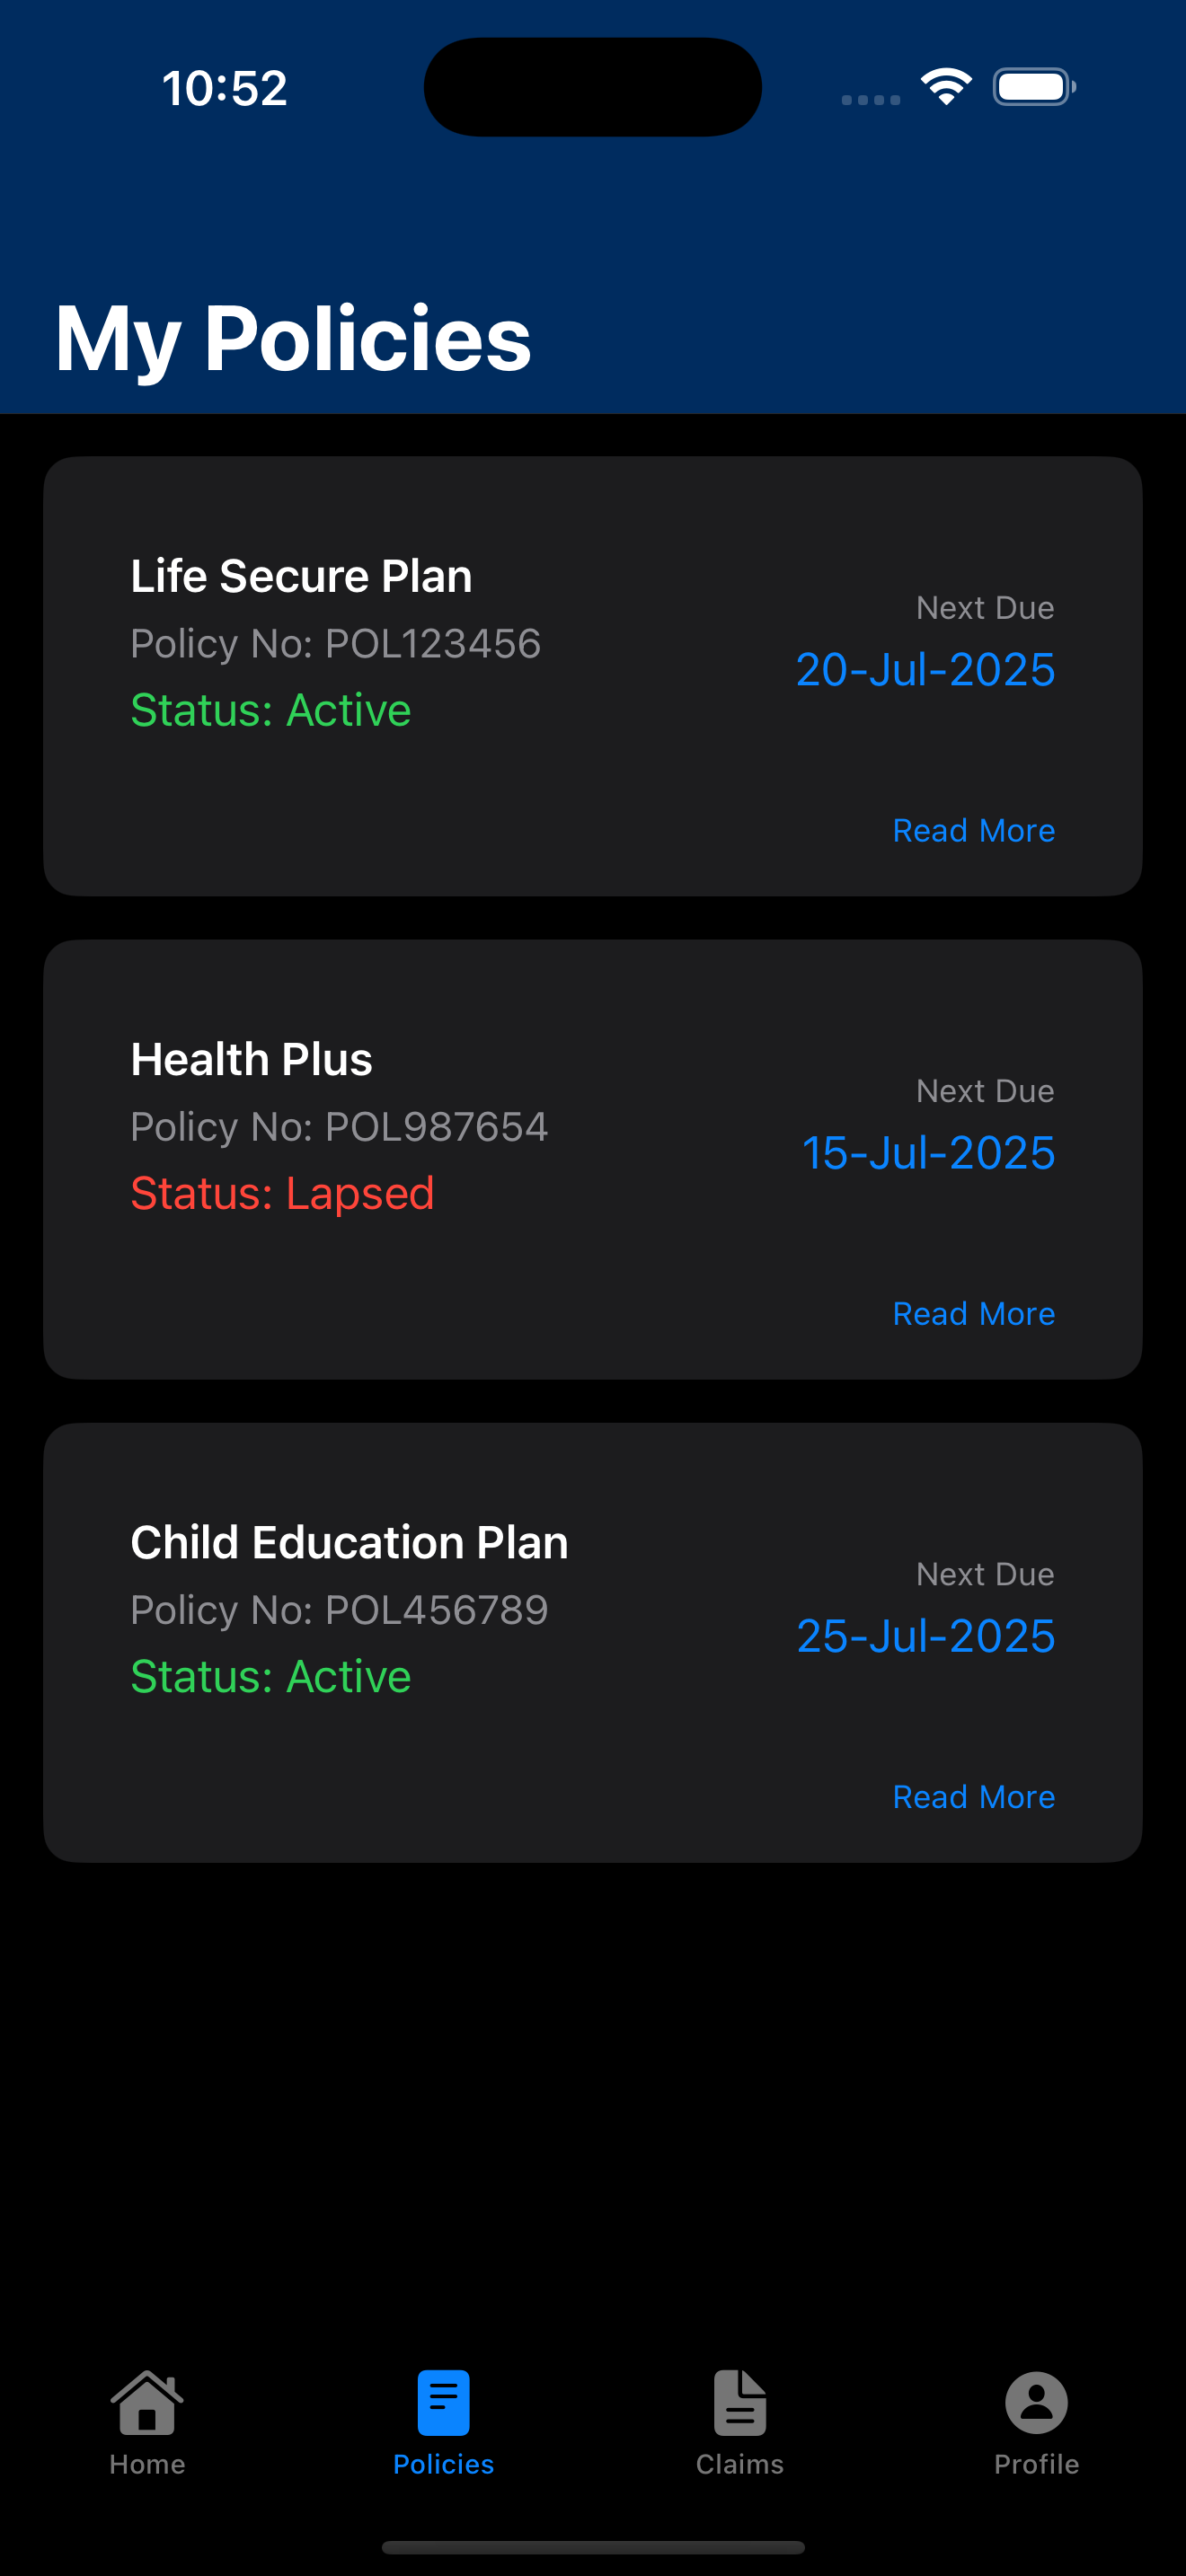 10:52
My Policies
Life Secure Plan
Policy No: POL123456
Status: Active
Next Due
20-Jul-2025
Read More
Health Plus
Policy No: POL987654
Status: Lapsed
Next Due
15-Jul-2025
Read More
Child Education Plan
Policy No: POL456789
Status: Active
Next Due
25-Jul-2025
Read More
Home
Policies
Claims
Profile